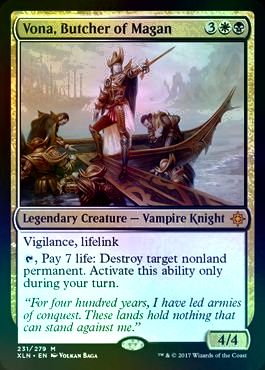 Vona, Butcher of Magan 3
Legendary Creature — Vampire Knight
Vigilance, lifelink
, Pay 7 life: Destroy target nonland
permanent. Activate this ability only
during your turn.
“For four hundred years, I have led armies
of conquest. These lands hold nothing that
can stand against me.”
4/4
231/279 M
XLN • EN VOLKAN BAGA
™ & © 2017 Wizards of the Coast